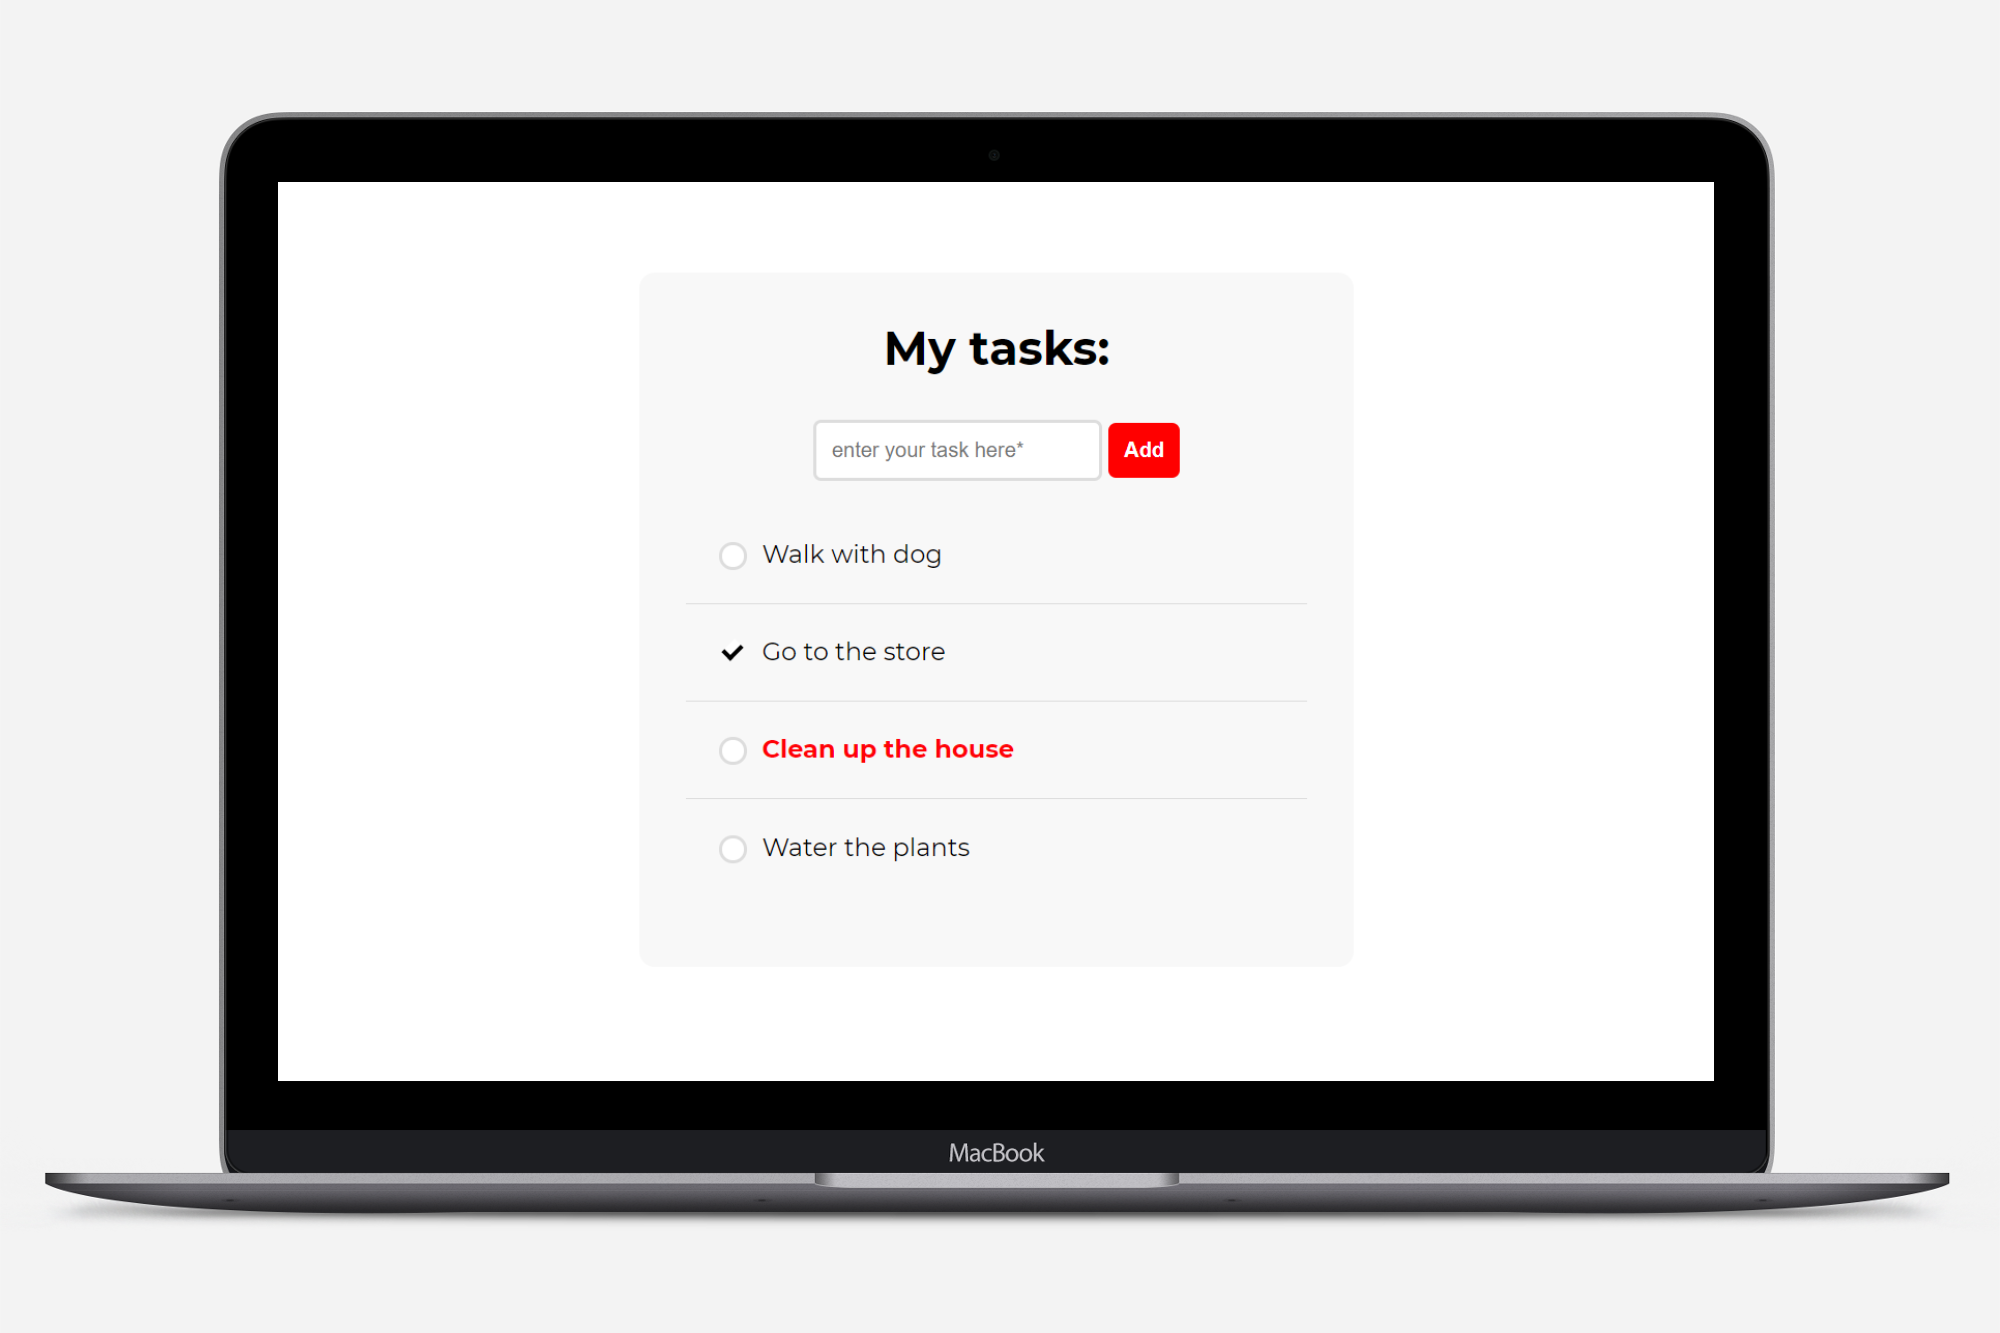 My tasks:
enter your task here*
Add
Walk with dog
Go to the store
Clean up the house
Water the plants
MacBook